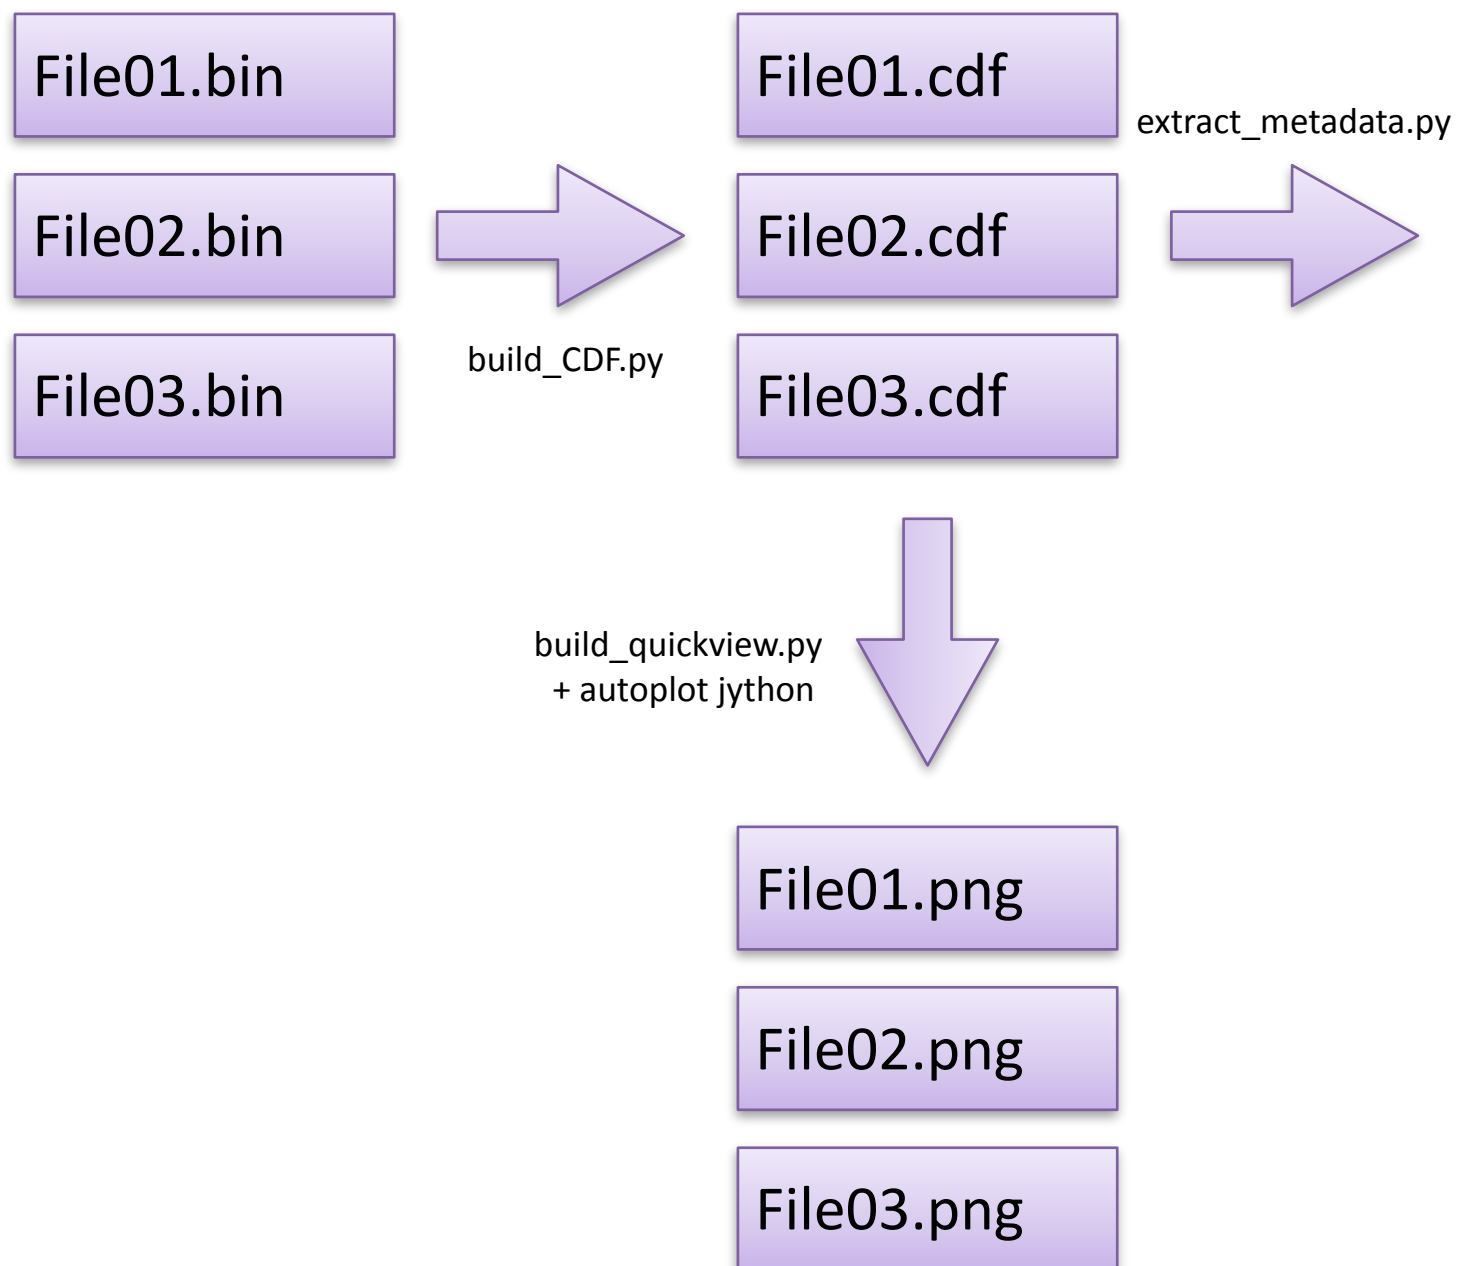 File01.bin
File02.bin
File03.bin
build_CDF.py
File01.cdf
File02.cdf
File03.cdf
extract_metadata.py
build_quickview.py
+ autoplot jython
File01.png
File02.png
File03.png